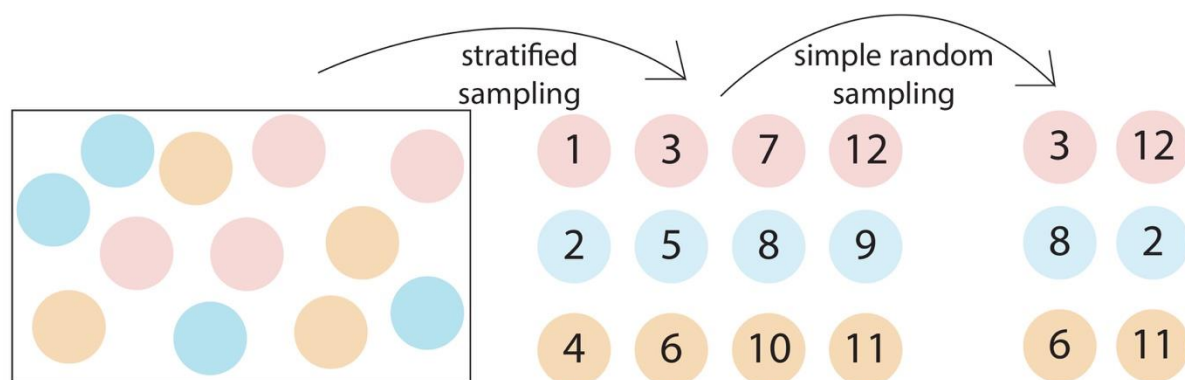 stratified
sampling
simple random
sampling
1 3 7 12 3 12
2 5 8 9 8 2
4 6 10 11 6 11